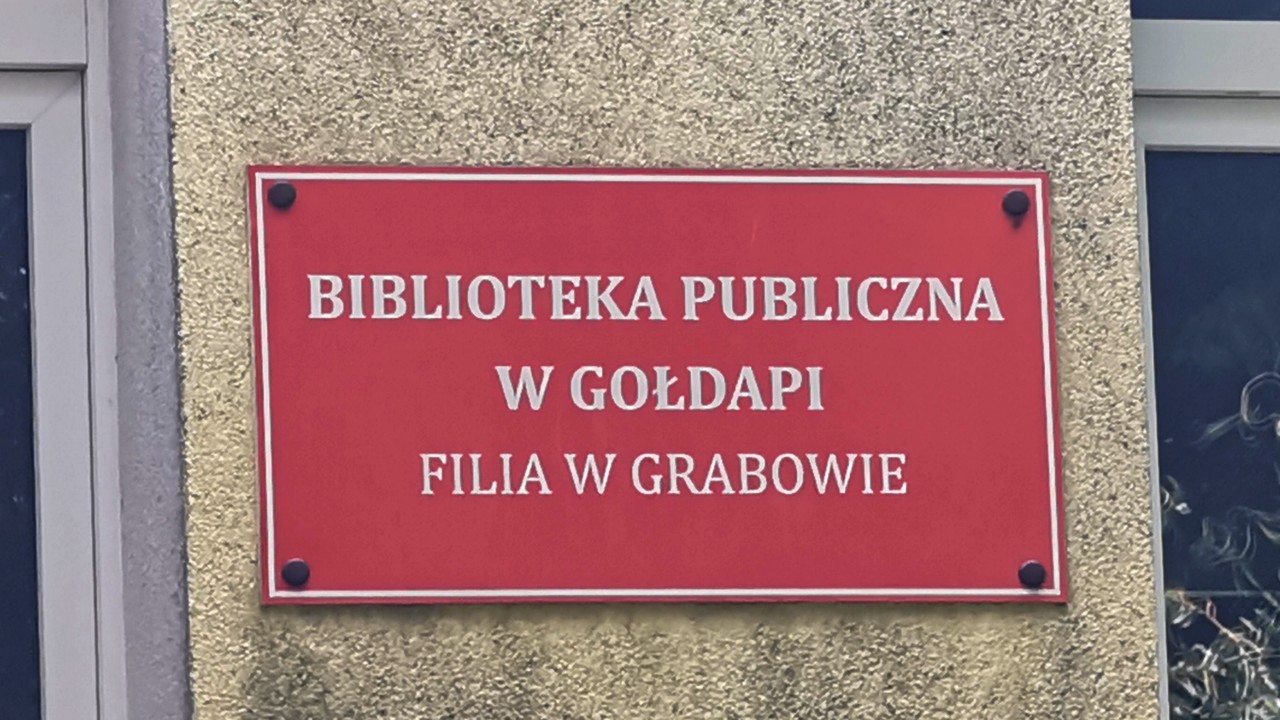 BIBLIOTEKA PUBLICZNA
W GOŁDAPI
FILIA W GRABOWIE